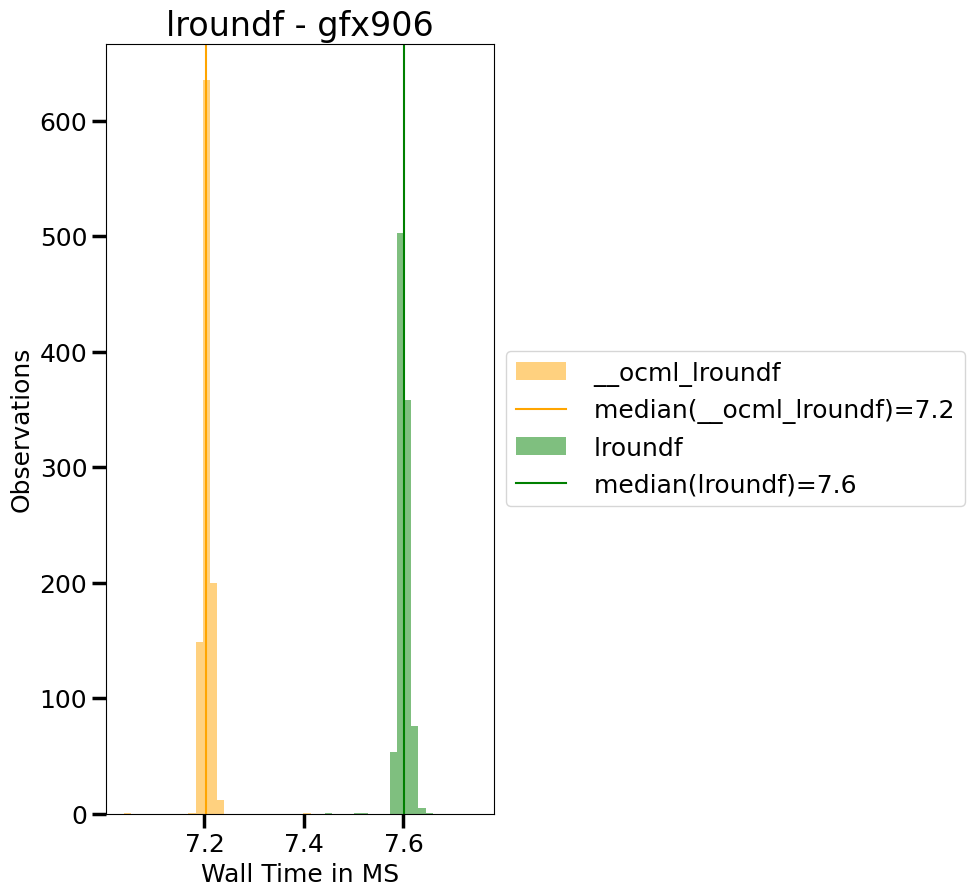 lroundf - gfx906
600
500
400
300
200
100
0
Observations
7.2 7.4 7.6
Wall Time in MS
__ocml_lroundf
median(__ocml_lroundf)=7.2
lroundf
median(lroundf)=7.6